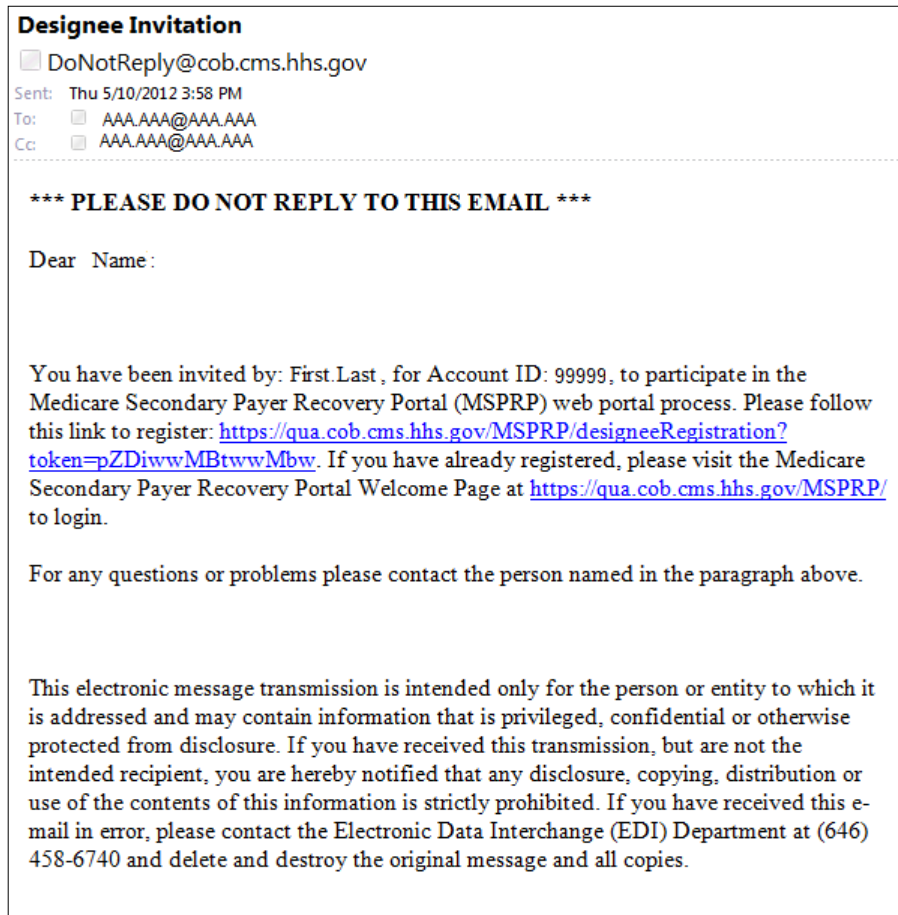 Designee Invitation
DoNotReply@cob.cms.hhs.gov
Sent: Thu 5/10/2012 3:58 PM
To: AAA.AAA@AAA.AAA
Cc: AAA.AAA@AAA.AAA
*** PLEASE DO NOT REPLY TO THIS EMAIL ***
Dear Name:
You have been invited by: First.Last, for Account ID: 99999, to participate in the
Medicare Secondary Payer Recovery Portal (MSPRP) web portal process. Please follow
this link to register: https://qua.cob.cms.hhs.gov/MSPRP/designeeRegistration?
token=pZDiwwMBtwwMbw. If you have already registered, please visit the Medicare
Secondary Payer Recovery Portal Welcome Page at https://qua.cob.cms.hhs.gov/MSPRP/
to login.
For any questions or problems please contact the person named in the paragraph above.
This electronic message transmission is intended only for the person or entity to which it
is addressed and may contain information that is privileged, confidential or otherwise
protected from disclosure. If you have received this transmission, but are not the
intended recipient, you are hereby notified that any disclosure, copying, distribution or
use of the contents of this information is strictly prohibited. If you have received this e-
mail in error, please contact the Electronic Data Interchange (EDI) Department at (646)
458-6740 and delete and destroy the original message and all copies.